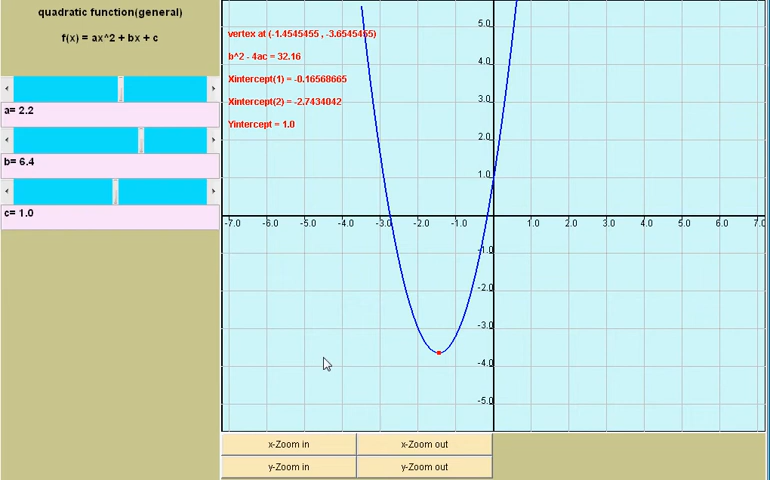 quadratic function(general)
f(x) = ax^2 + bx + c
a= 2.2
b= 6.4
c= 1.0
vertex at (-1.4545455 , -3.6545455)
b^2 - 4ac = 32.16
Xintercept(1) = -0.16568665
Xintercept(2) = -2.7434042
Yintercept = 1.0
5.0
4.0
3.0
2.0
1.0
-7.0 -6.0 -5.0 -4.0 -3.0 -2.0 -1.0 1.0 2.0 3.0 4.0 5.0 6.0 7.0
-1.0
-2.0
-3.0
-4.0
-5.0
x-Zoom in x-Zoom out
y-Zoom in y-Zoom out